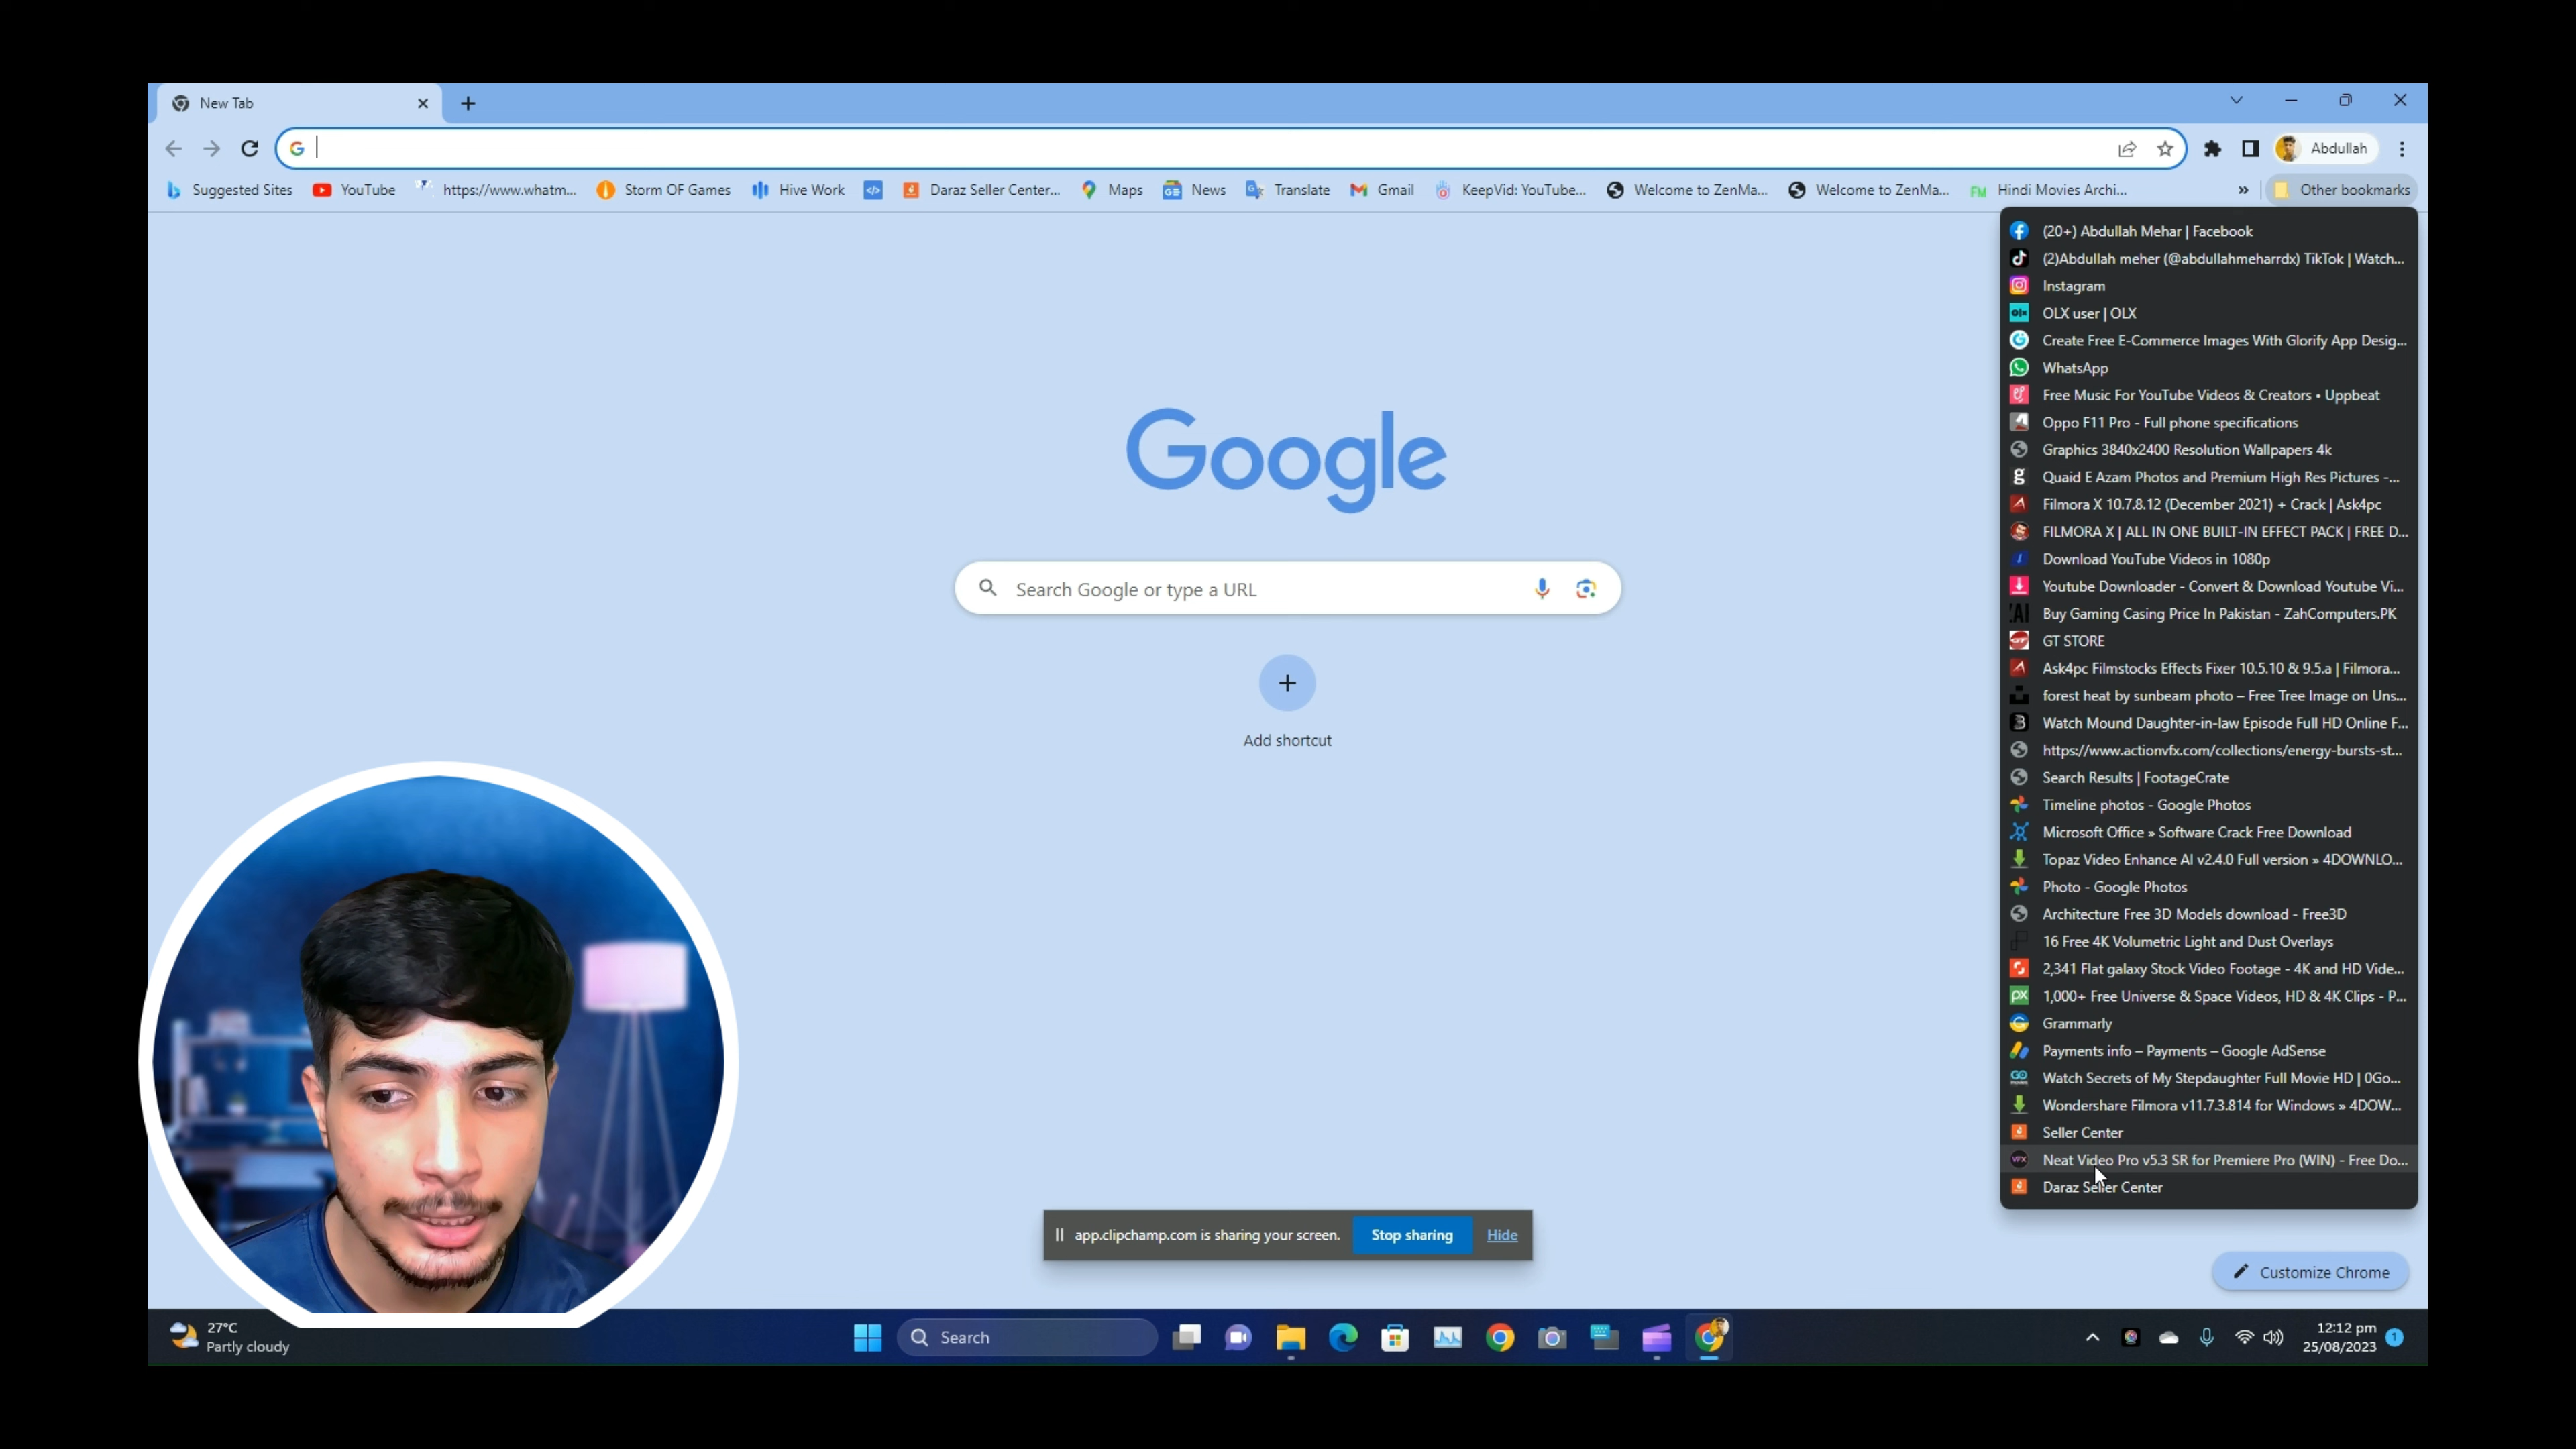 New Tab
Abdullah
Suggested Sites
YouTube
https://www.whatm...
Storm OF Games
Hive Work
Daraz Seller Center...
Maps
News
Translate
Gmail
KeepVid: YouTube...
Welcome to ZenMa...
Welcome to ZenMa...
FM
Hindi Movies Archi...
»
Other bookmarks
(20+) Abdullah Mehar | Facebook
(2)Abdullah meher (@abdullahmeharrdx) TikTok | Watch...
Instagram
OLX user | OLX
Create Free E-Commerce Images With Glorify App Desig...
WhatsApp
Free Music For YouTube Videos & Creators • Uppbeat
Oppo F11 Pro - Full phone specifications
Graphics 3840x2400 Resolution Wallpapers 4k
Quaid E Azam Photos and Premium High Res Pictures -...
Filmora X 10.7.8.12 (December 2021) + Crack | Ask4pc
FILMORA X | ALL IN ONE BUILT-IN EFFECT PACK | FREE D...
Download YouTube Videos in 1080p
Youtube Downloader - Convert & Download Youtube Vi...
Buy Gaming Casing Price In Pakistan - ZahComputers.PK
GT STORE
Ask4pc Filmstocks Effects Fixer 10.5.10 & 9.5.a | Filmora...
forest heat by sunbeam photo – Free Tree Image on Uns...
Watch Mound Daughter-in-law Episode Full HD Online F...
https://www.actionvfx.com/collections/energy-bursts-st...
Search Results | FootageCrate
Timeline photos - Google Photos
Microsoft Office » Software Crack Free Download
Topaz Video Enhance AI v2.4.0 Full version » 4DOWNLO...
Photo - Google Photos
Architecture Free 3D Models download - Free3D
16 Free 4K Volumetric Light and Dust Overlays
2,341 Flat galaxy Stock Video Footage - 4K and HD Vide...
1,000+ Free Universe & Space Videos, HD & 4K Clips - P...
Grammarly
Payments info – Payments – Google AdSense
Watch Secrets of My Stepdaughter Full Movie HD | 0Go...
Wondershare Filmora v11.7.3.814 for Windows » 4DOW...
Seller Center
Neat Video Pro v5.3 SR for Premiere Pro (WIN) - Free Do...
Daraz Seller Center
Google
Search Google or type a URL
Add shortcut
app.clipchamp.com is sharing your screen.
Stop sharing
Hide
Customize Chrome
27°C
Partly cloudy
Search
12:12 pm
25/08/2023
1